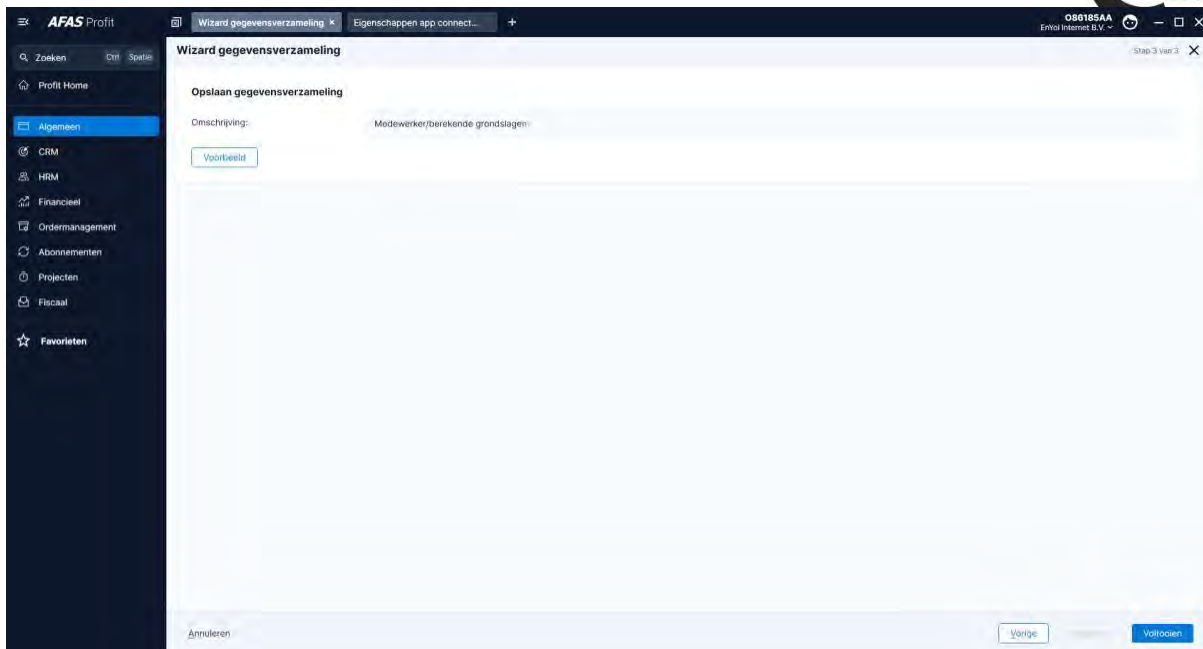 AFAS Profit
Wizard gegevensverzameling ×
Eigenschappen app connect...
+
O86185AA
EnYoi Internet B.V.
Zoeken Ctrl Spatie
Profit Home
Algemeen
CRM
HRM
Financieel
Ordermanagement
Abonnementen
Projecten
Fiscaal
Favorieten
Wizard gegevensverzameling
Stap 3 van 3
Opslaan gegevensverzameling
Omschrijving: Medewerker/berekende grondslagen
Voorbeeld
Annuleren
Vorige
Voltooien